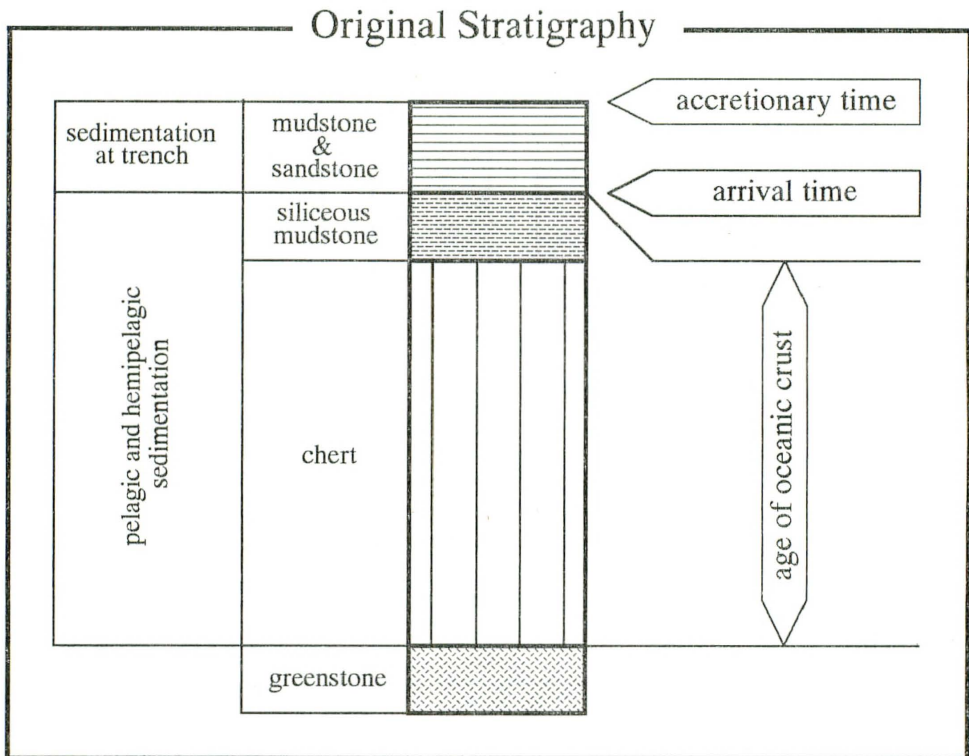 Original Stratigraphy
accretionary time
sedimentation
at trench
mudstone
&
sandstone
arrival time
siliceous
mudstone
pelagic and hemipelagic
sedimentation
chert
age of oceanic crust
greenstone